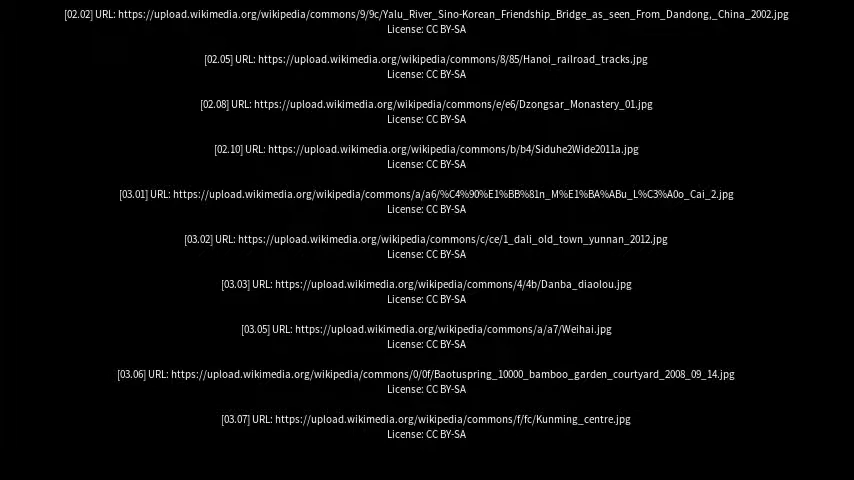 [02.02] URL: https://upload.wikimedia.org/wikipedia/commons/9/9c/Yalu_River_Sino-Korean_Friendship_Bridge_as_seen_From_Dandong,_China_2002.jpg
License: CC BY-SA
[02.05] URL: https://upload.wikimedia.org/wikipedia/commons/8/85/Hanoi_railroad_tracks.jpg
License: CC BY-SA
[02.08] URL: https://upload.wikimedia.org/wikipedia/commons/e/e6/Dzongsar_Monastery_01.jpg
License: CC BY-SA
[02.10] URL: https://upload.wikimedia.org/wikipedia/commons/b/b4/Siduhe2Wide2011a.jpg
License: CC BY-SA
[03.01] URL: https://upload.wikimedia.org/wikipedia/commons/a/a6/%C4%90%E1%BB%81n_M%E1%BA%ABu_L%C3%A0o_Cai_2.jpg
License: CC BY-SA
[03.02] URL: https://upload.wikimedia.org/wikipedia/commons/c/ce/1_dali_old_town_yunnan_2012.jpg
License: CC BY-SA
[03.03] URL: https://upload.wikimedia.org/wikipedia/commons/4/4b/Danba_diaolou.jpg
License: CC BY-SA
[03.05] URL: https://upload.wikimedia.org/wikipedia/commons/a/a7/Weihai.jpg
License: CC BY-SA
[03.06] URL: https://upload.wikimedia.org/wikipedia/commons/0/0f/Baotuspring_10000_bamboo_garden_courtyard_2008_09_14.jpg
License: CC BY-SA
[03.07] URL: https://upload.wikimedia.org/wikipedia/commons/f/fc/Kunming_centre.jpg
License: CC BY-SA